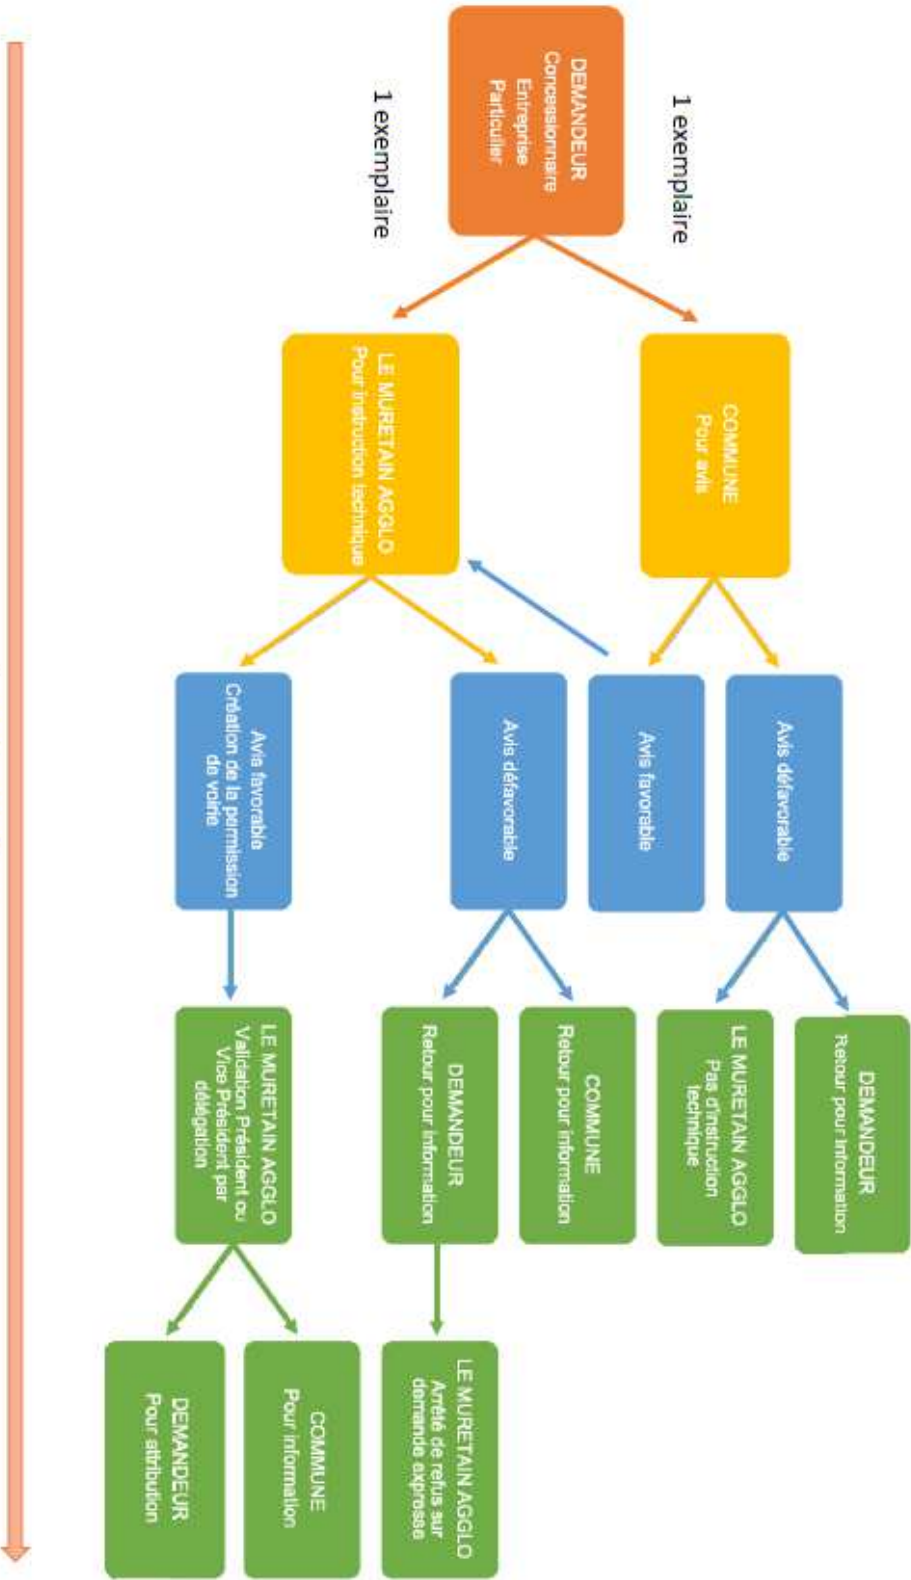 1 exemplaire
1 exemplaire
DEMANDEUR
Concessionnaire
Entreprise
Particulier
COMMUNE
Pour avis
LE MURETAIN AGGLO
Pour instruction technique
Avis défavorable
Avis favorable
Avis défavorable
Avis favorable
Création de la permission
de voirie
DEMANDEUR
Retour pour information
LE MURETAIN AGGLO
Pas d'instruction
technique
COMMUNE
Retour pour information
DEMANDEUR
Retour pour information
LE MURETAIN AGGLO
Validation Président ou
Vice Président par
délégation
LE MURETAIN AGGLO
Arrêté de refus sur
demande expresse
COMMUNE
Pour information
DEMANDEUR
Pour attribution